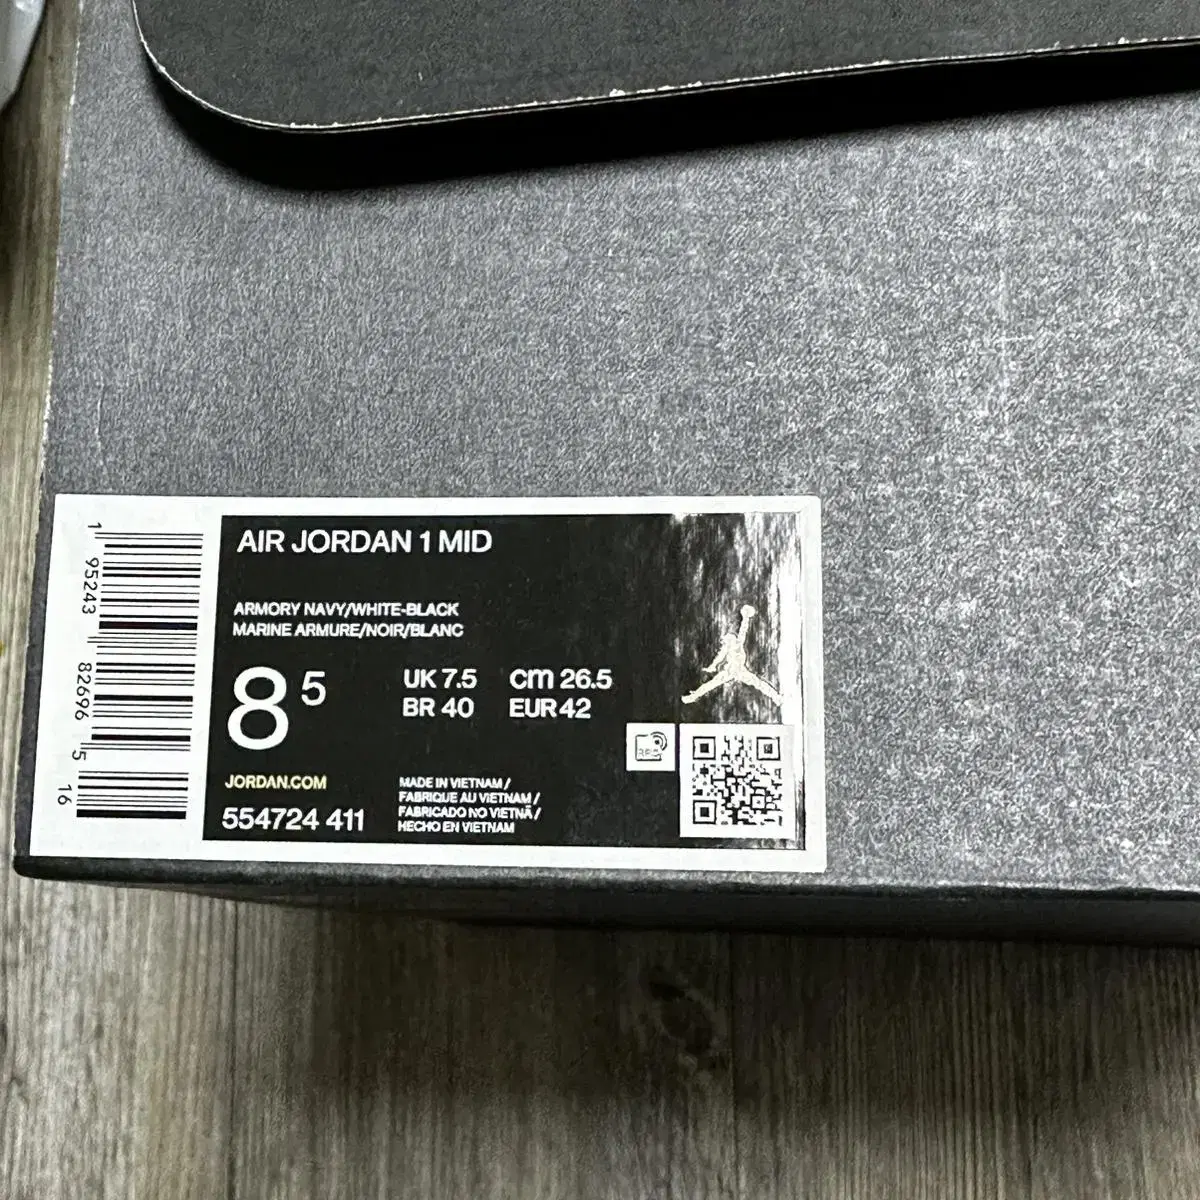 AIR JORDAN 1 MID
ARMORY NAVY/WHITE-BLACK
MARINE ARMURE/NOIR/BLANC
8 5
UK 7.5 cm 26.5
BR 40 EUR 42
JORDAN.COM
554724 411
MADE IN VIETNAM /
FABRIQUE AU VIETNAM /
FABRICADO NO VIETNÃ /
HECHO EN VIETNAM
1 95243 82696 5 16